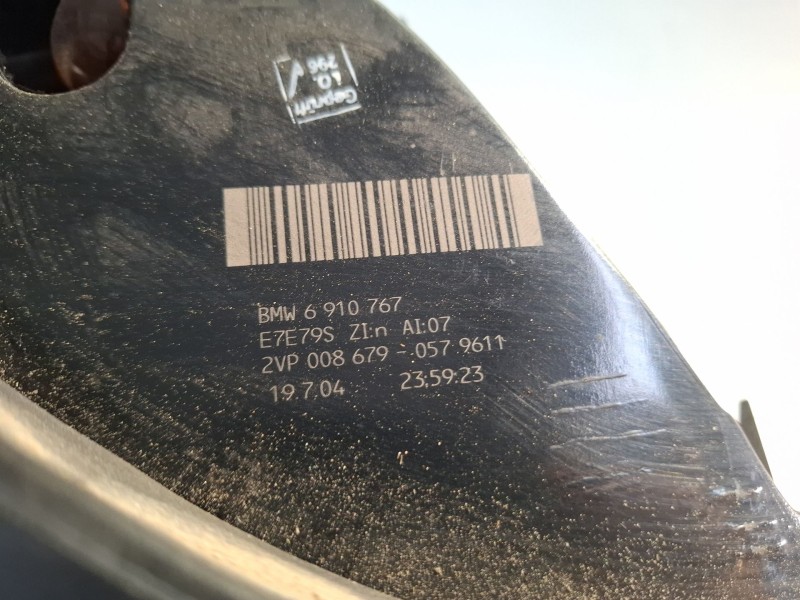 Geprüft
i.O.
296
BMW 6 910 767
E7E79S ZI:n AI:07
2VP 008 679 - 057 9611
19.7.04 23:59:23